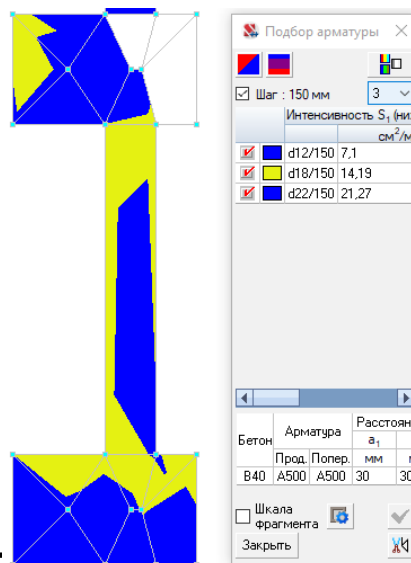 Подбор арматуры
Шаг : 150 мм 3
Интенсивность S1 (ни
см²/м
d12/150 7,1
d18/150 14,19
d22/150 21,27
Бетон Арматура Расстоян
a1
Прод. Попер. мм
B40 A500 A500 30 30
Шкала
фрагмента
Закрыть